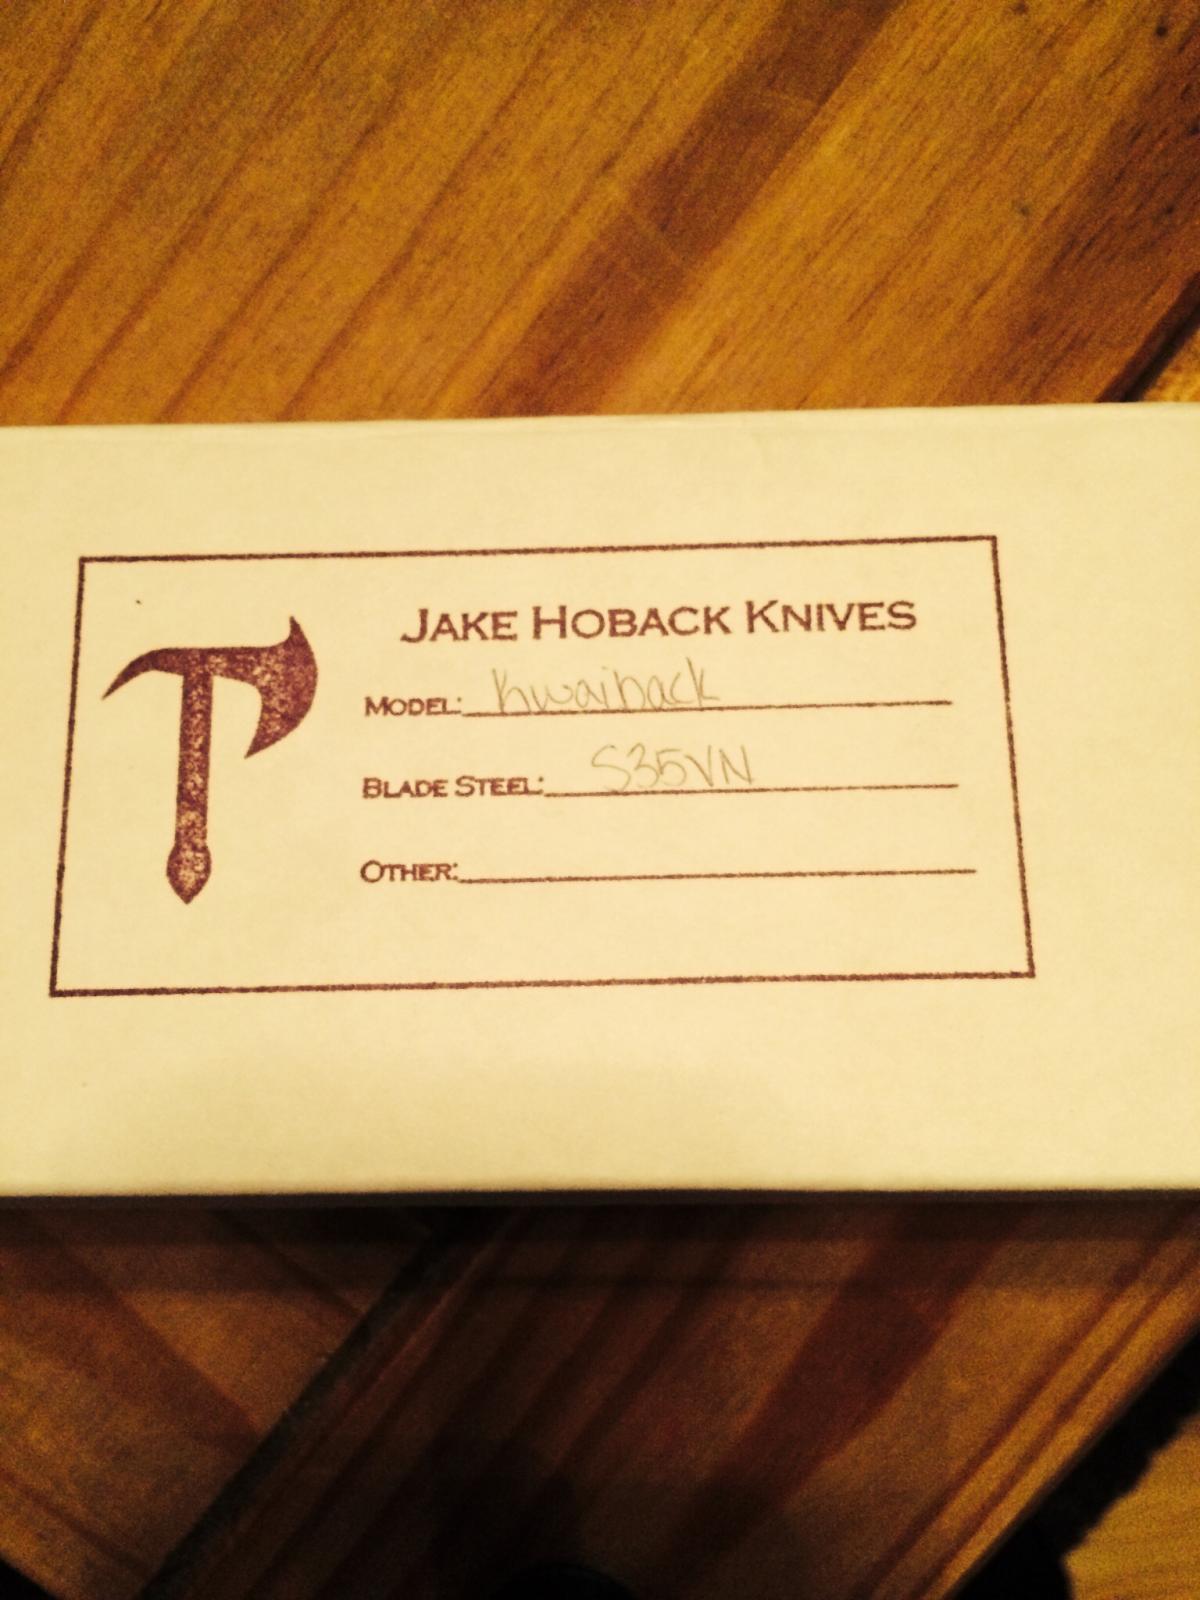 JAKE HOBACK KNIVES
MODEL: Kwaiback
BLADE STEEL: S35VN
OTHER: